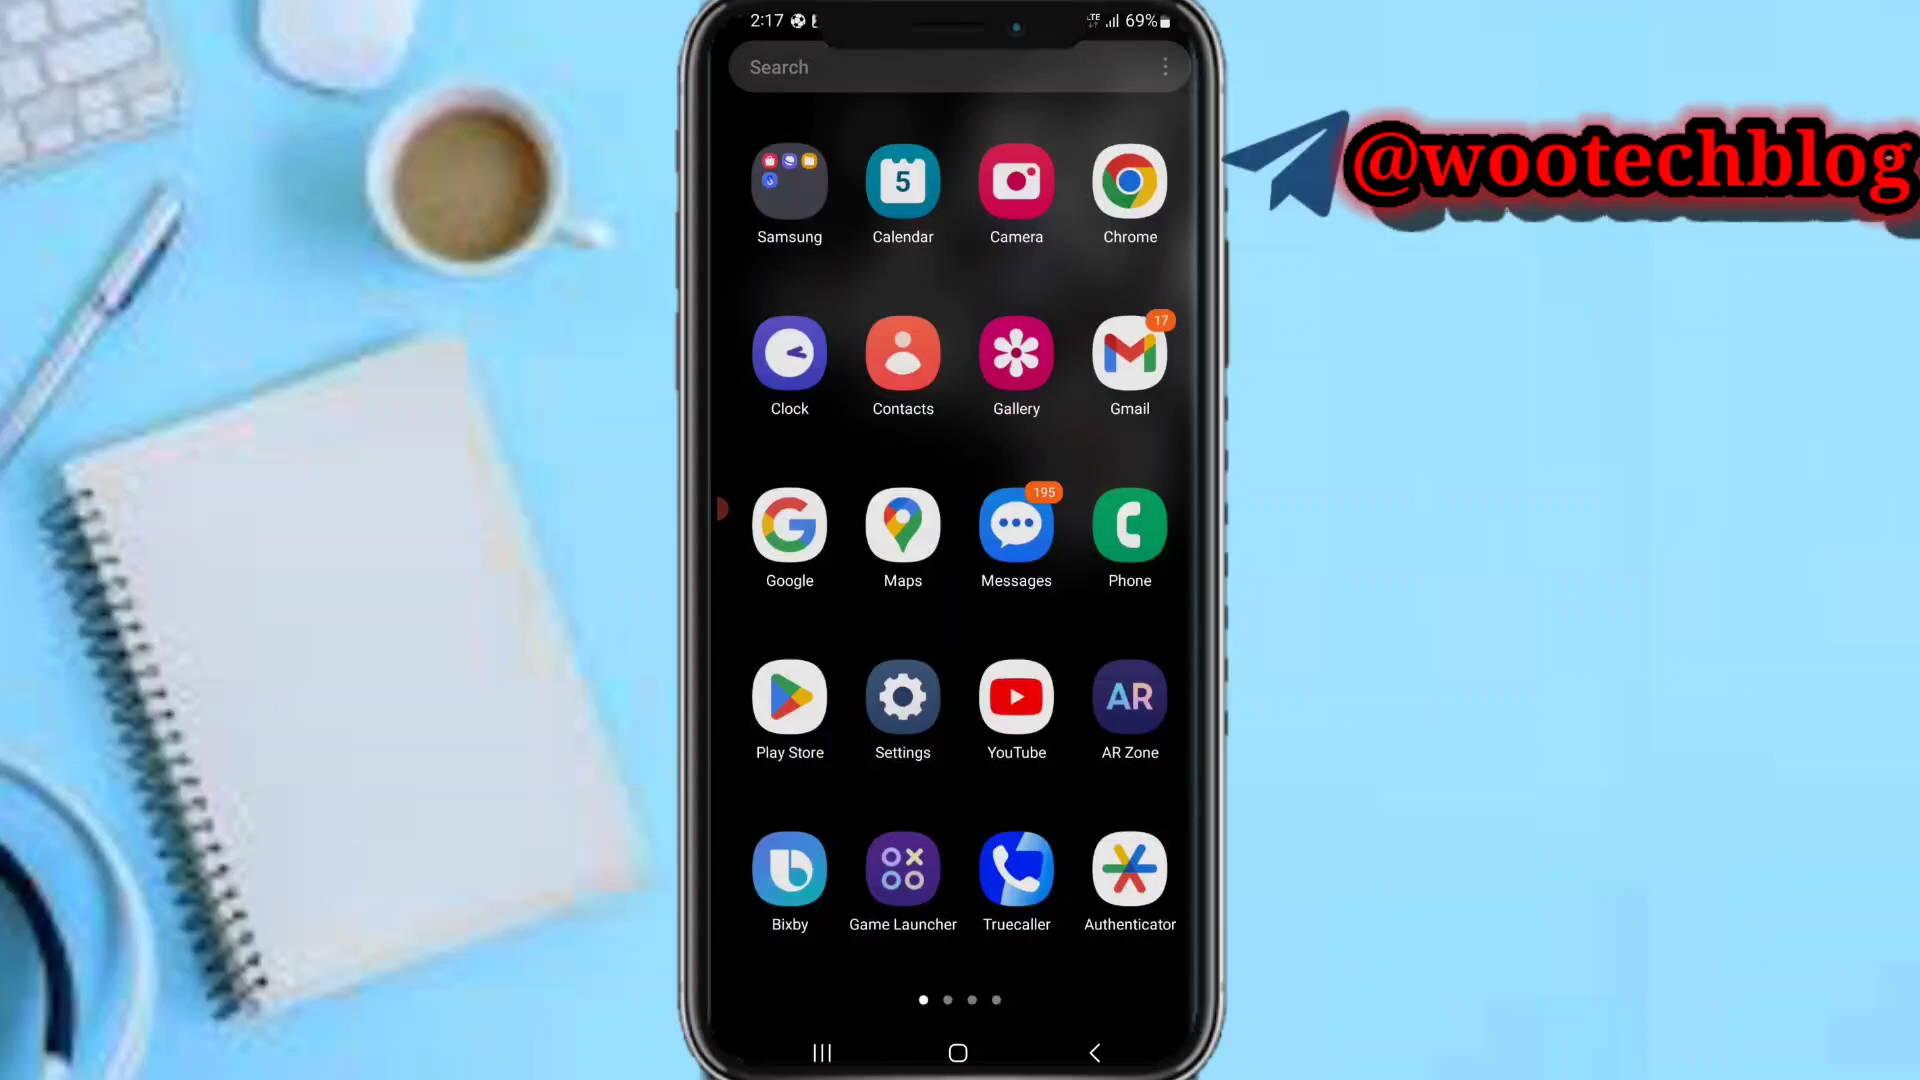 2:17 LTE 69%
Search
@wootechblog
5
Samsung Calendar Camera Chrome
17
Clock Contacts Gallery Gmail
195
Google Maps Messages Phone
AR
Play Store Settings YouTube AR Zone
Bixby Game Launcher Truecaller Authenticator